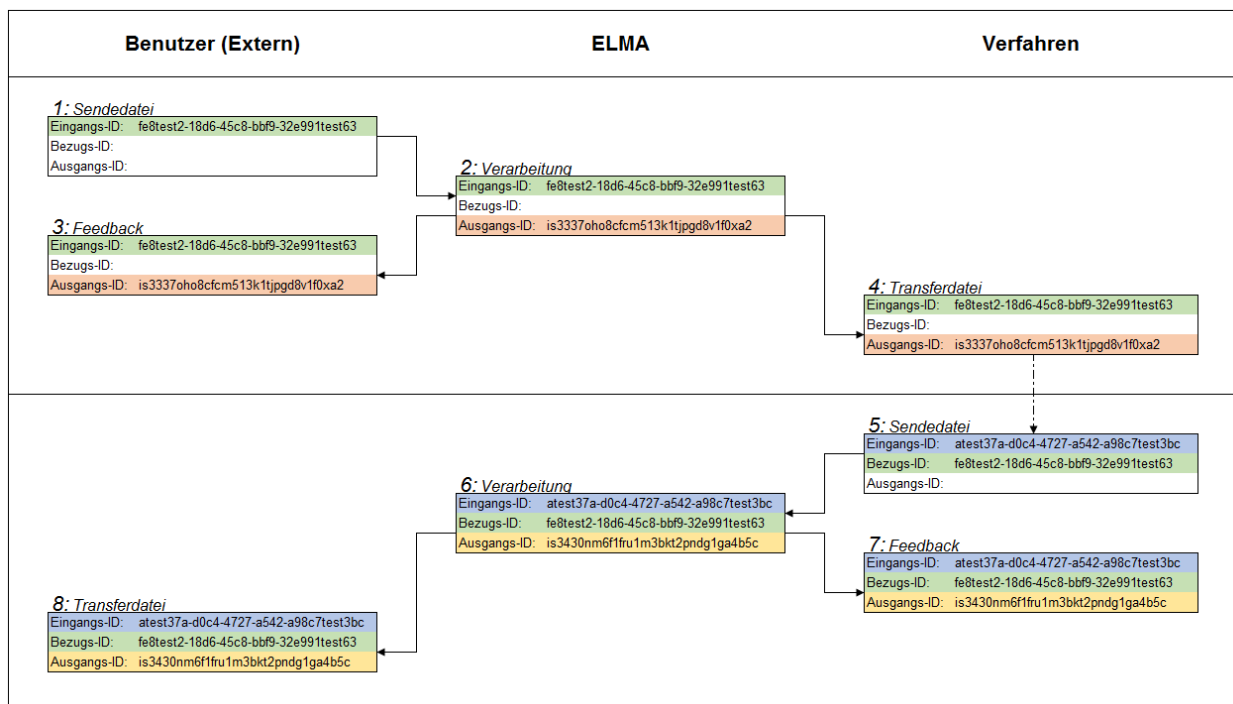 Benutzer (Extern)
ELMA
Verfahren
1: Sendedatei
Eingangs-ID: fe8test2-18d6-45c8-bbf9-32e991test63
Bezugs-ID:
Ausgangs-ID:
2: Verarbeitung
Eingangs-ID: fe8test2-18d6-45c8-bbf9-32e991test63
Bezugs-ID:
Ausgangs-ID: is3337oho8cfcm513k1tjpgd8v1f0xa2
3: Feedback
Eingangs-ID: fe8test2-18d6-45c8-bbf9-32e991test63
Bezugs-ID:
Ausgangs-ID: is3337oho8cfcm513k1tjpgd8v1f0xa2
4: Transferdatei
Eingangs-ID: fe8test2-18d6-45c8-bbf9-32e991test63
Bezugs-ID:
Ausgangs-ID: is3337oho8cfcm513k1tjpgd8v1f0xa2
5: Sendedatei
Eingangs-ID: atest37a-d0c4-4727-a542-a98c7test3bc
Bezugs-ID: fe8test2-18d6-45c8-bbf9-32e991test63
Ausgangs-ID:
6: Verarbeitung
Eingangs-ID: atest37a-d0c4-4727-a542-a98c7test3bc
Bezugs-ID: fe8test2-18d6-45c8-bbf9-32e991test63
Ausgangs-ID: is3430nm6f1fru1m3bkt2pndg1ga4b5c
7: Feedback
Eingangs-ID: atest37a-d0c4-4727-a542-a98c7test3bc
Bezugs-ID: fe8test2-18d6-45c8-bbf9-32e991test63
Ausgangs-ID: is3430nm6f1fru1m3bkt2pndg1ga4b5c
8: Transferdatei
Eingangs-ID: atest37a-d0c4-4727-a542-a98c7test3bc
Bezugs-ID: fe8test2-18d6-45c8-bbf9-32e991test63
Ausgangs-ID: is3430nm6f1fru1m3bkt2pndg1ga4b5c